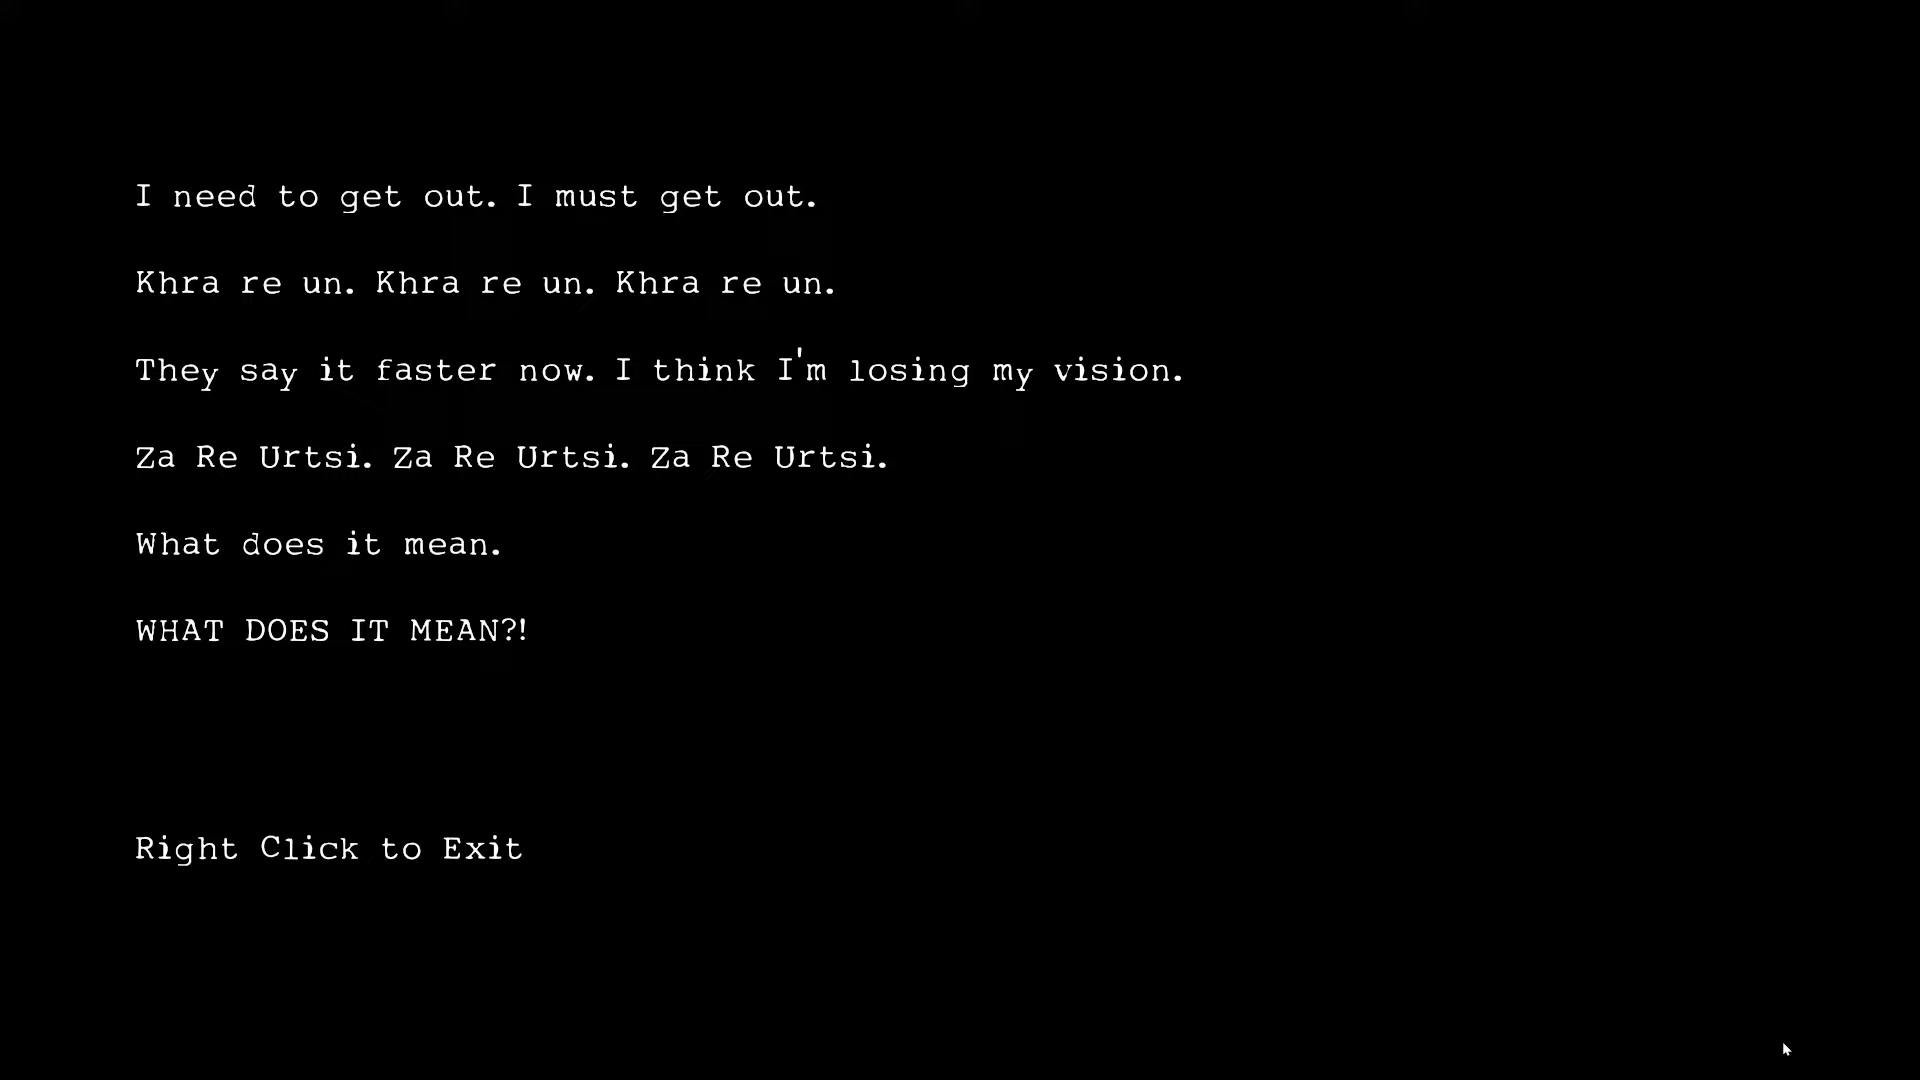 I need to get out. I must get out.
Khra re un. Khra re un. Khra re un.
They say it faster now. I think I'm losing my vision.
Za Re Urtsi. Za Re Urtsi. Za Re Urtsi.
What does it mean.
WHAT DOES IT MEAN?!
Right Click to Exit